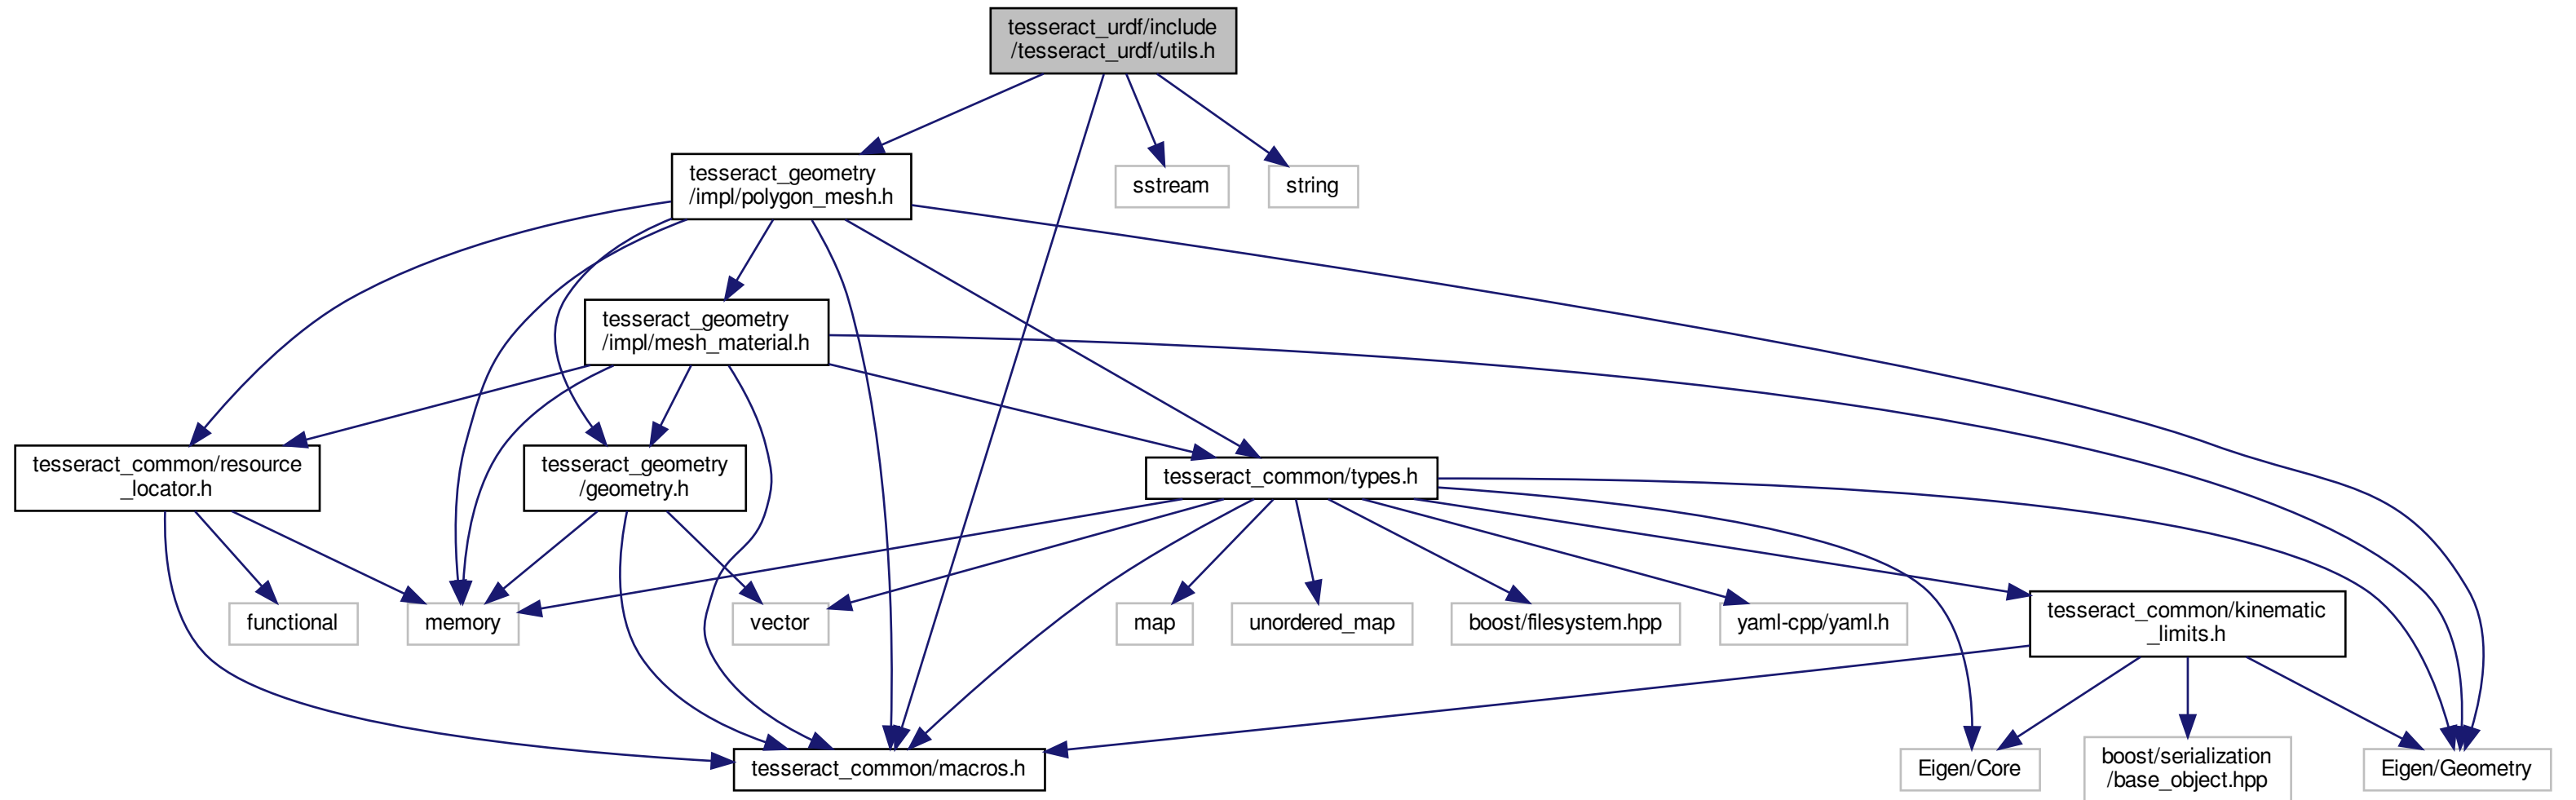 tesseract_urdf/include
/tesseract_urdf/utils.h
tesseract_geometry
/impl/polygon_mesh.h
sstream
string
tesseract_geometry
/impl/mesh_material.h
tesseract_common/resource
_locator.h
tesseract_geometry
/geometry.h
tesseract_common/types.h
functional
memory
vector
map
unordered_map
boost/filesystem.hpp
yaml-cpp/yaml.h
tesseract_common/kinematic
_limits.h
tesseract_common/macros.h
Eigen/Core
boost/serialization
/base_object.hpp
Eigen/Geometry